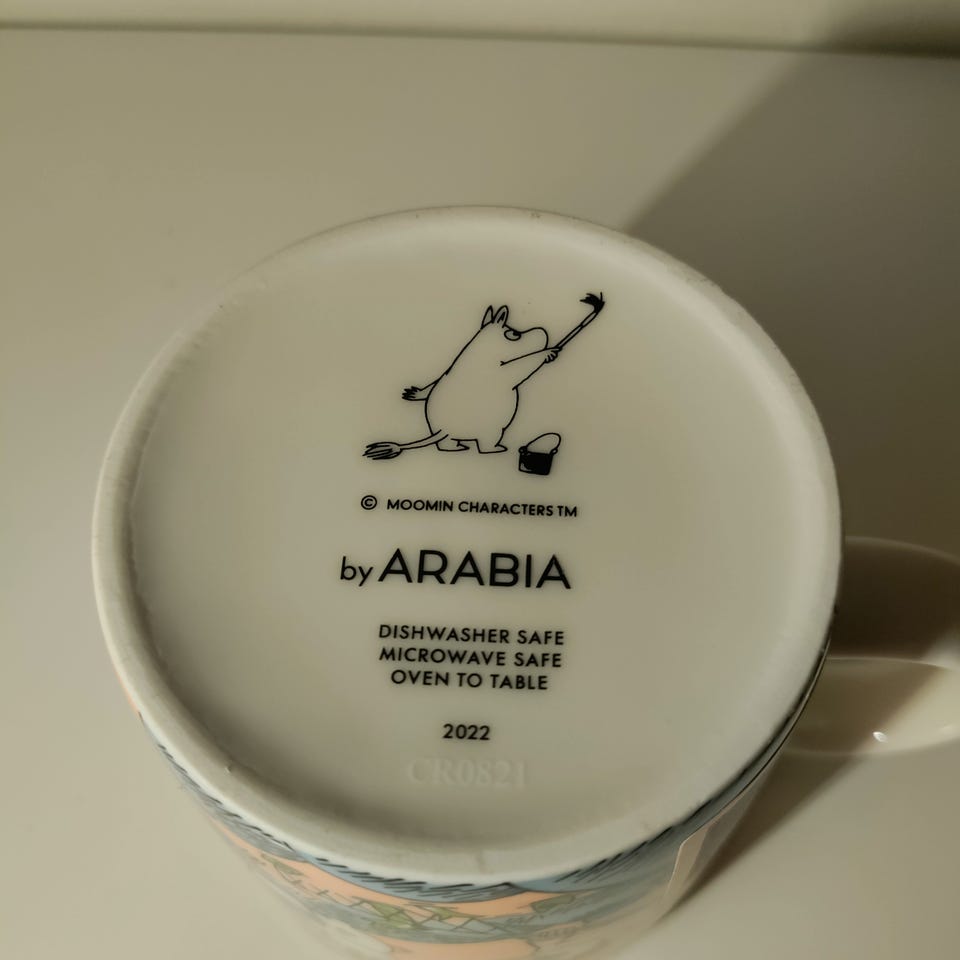 © MOOMIN CHARACTERS TM
by ARABIA
DISHWASHER SAFE
MICROWAVE SAFE
OVEN TO TABLE
2022
CR0821